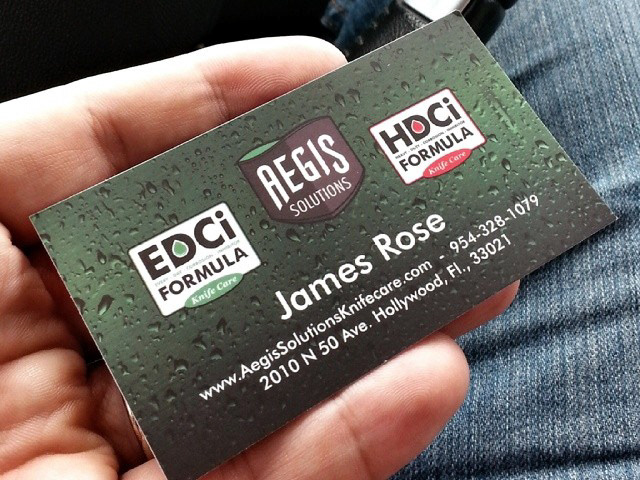 AEGIS
SOLUTIONS
HDCi
FORMULA
Knife Care
EDCi
FORMULA
Knife Care
James Rose
www.AegisSolutionsKnifecare.com - 954-328-1079
2010 N 50 Ave. Hollywood, Fl., 33021